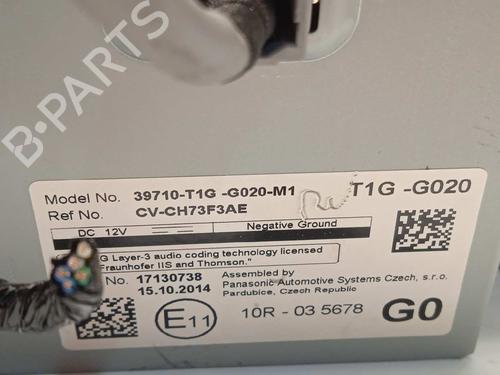 Model No. 39710-T1G -G020-M1 T1G -G020
Ref No. CV-CH73F3AE
DC 12V Negative Ground
G Layer-3 audio coding technology licensed
Fraunhofer IIS and Thomson.
No. 17130738 Assembled by
15.10.2014 Panasonic Automotive Systems Czech, s.r.o.
Pardubice, Czech Republic
E11 10R - 03 5678 G0
B-Parts